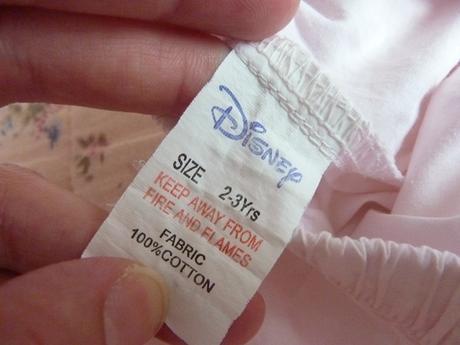 Disney
SIZE 2-3Yrs
KEEP AWAY FROM
FIRE AND FLAMES
FABRIC
100%COTTON